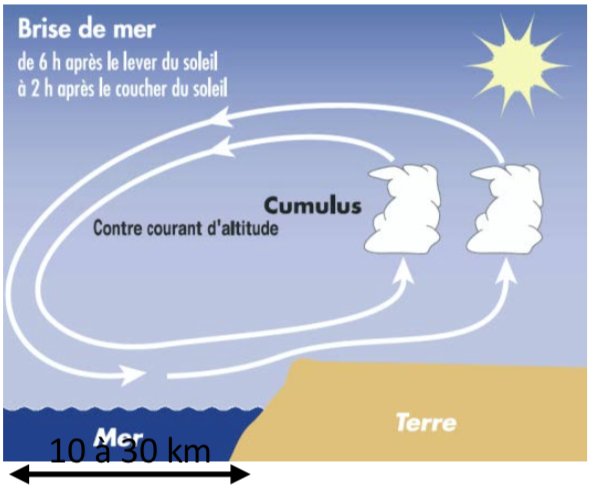 Brise de mer
de 6 h après le lever du soleil
à 2 h après le coucher du soleil
Cumulus
Contre courant d'altitude
Terre
Mer
10 à 30 km